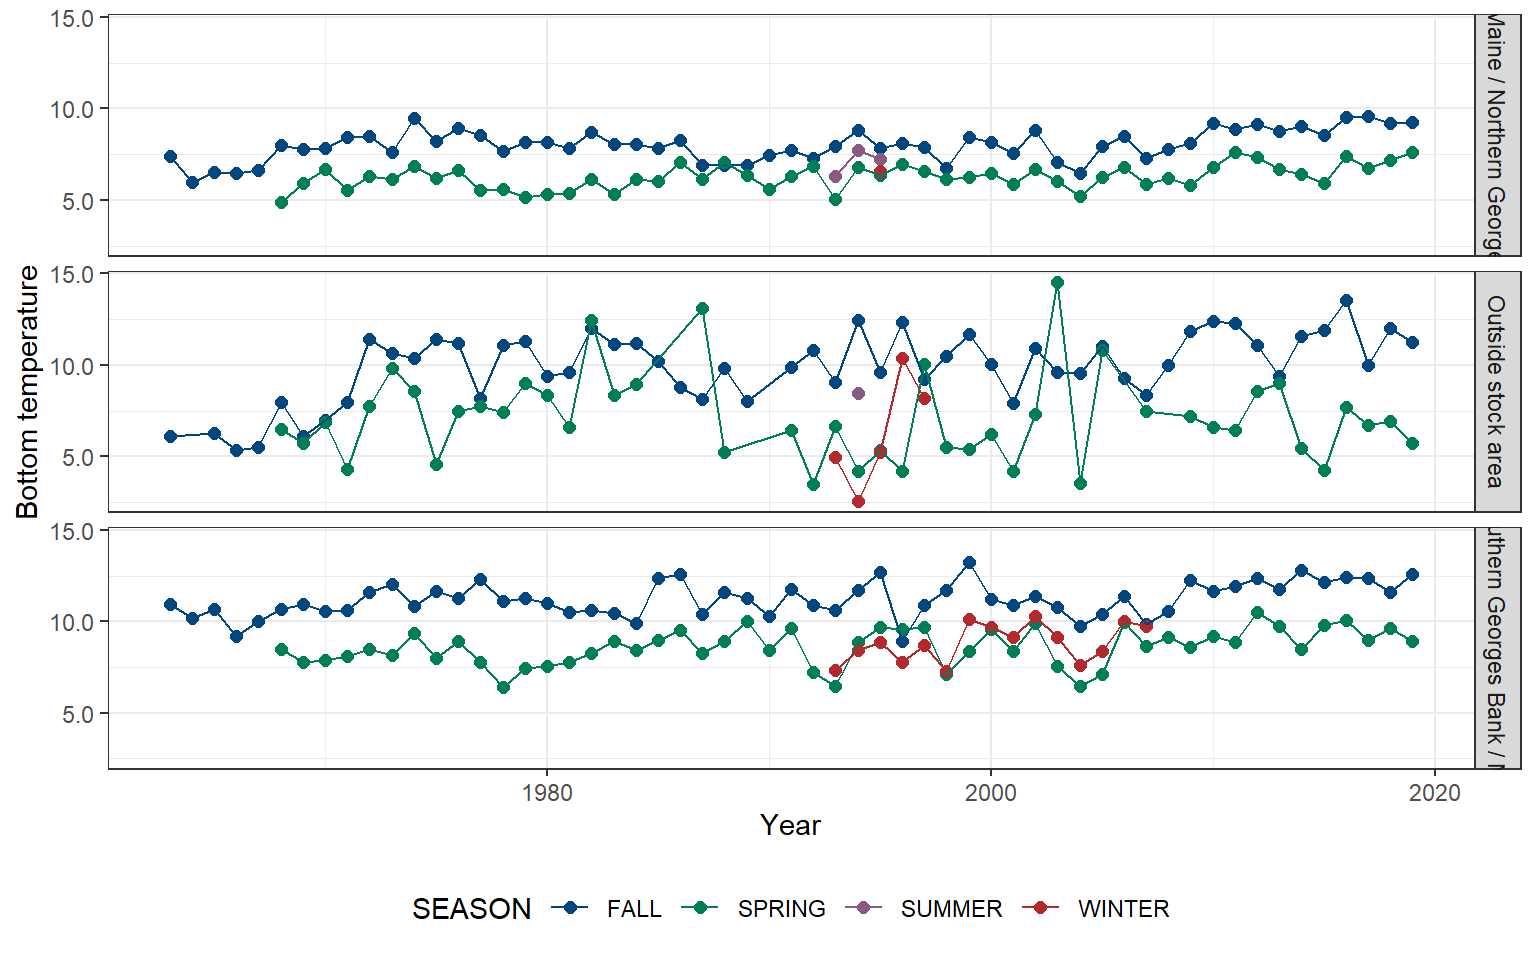 15.0
10.0
5.0
Maine / Northern George
15.0
10.0
5.0
Outside stock area
Bottom temperature
15.0
10.0
5.0
uthern Georges Bank /
1980
2000
2020
Year
SEASON
FALL
SPRING
SUMMER
WINTER